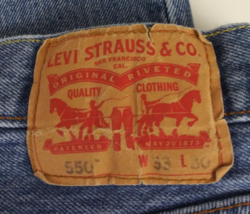 LEVI STRAUSS & CO.
SAN FRANCISCO
CAL.
ORIGINAL RIVETED
QUALITY CLOTHING
PATENTED MAY 20 1873
550 W 33 L 30